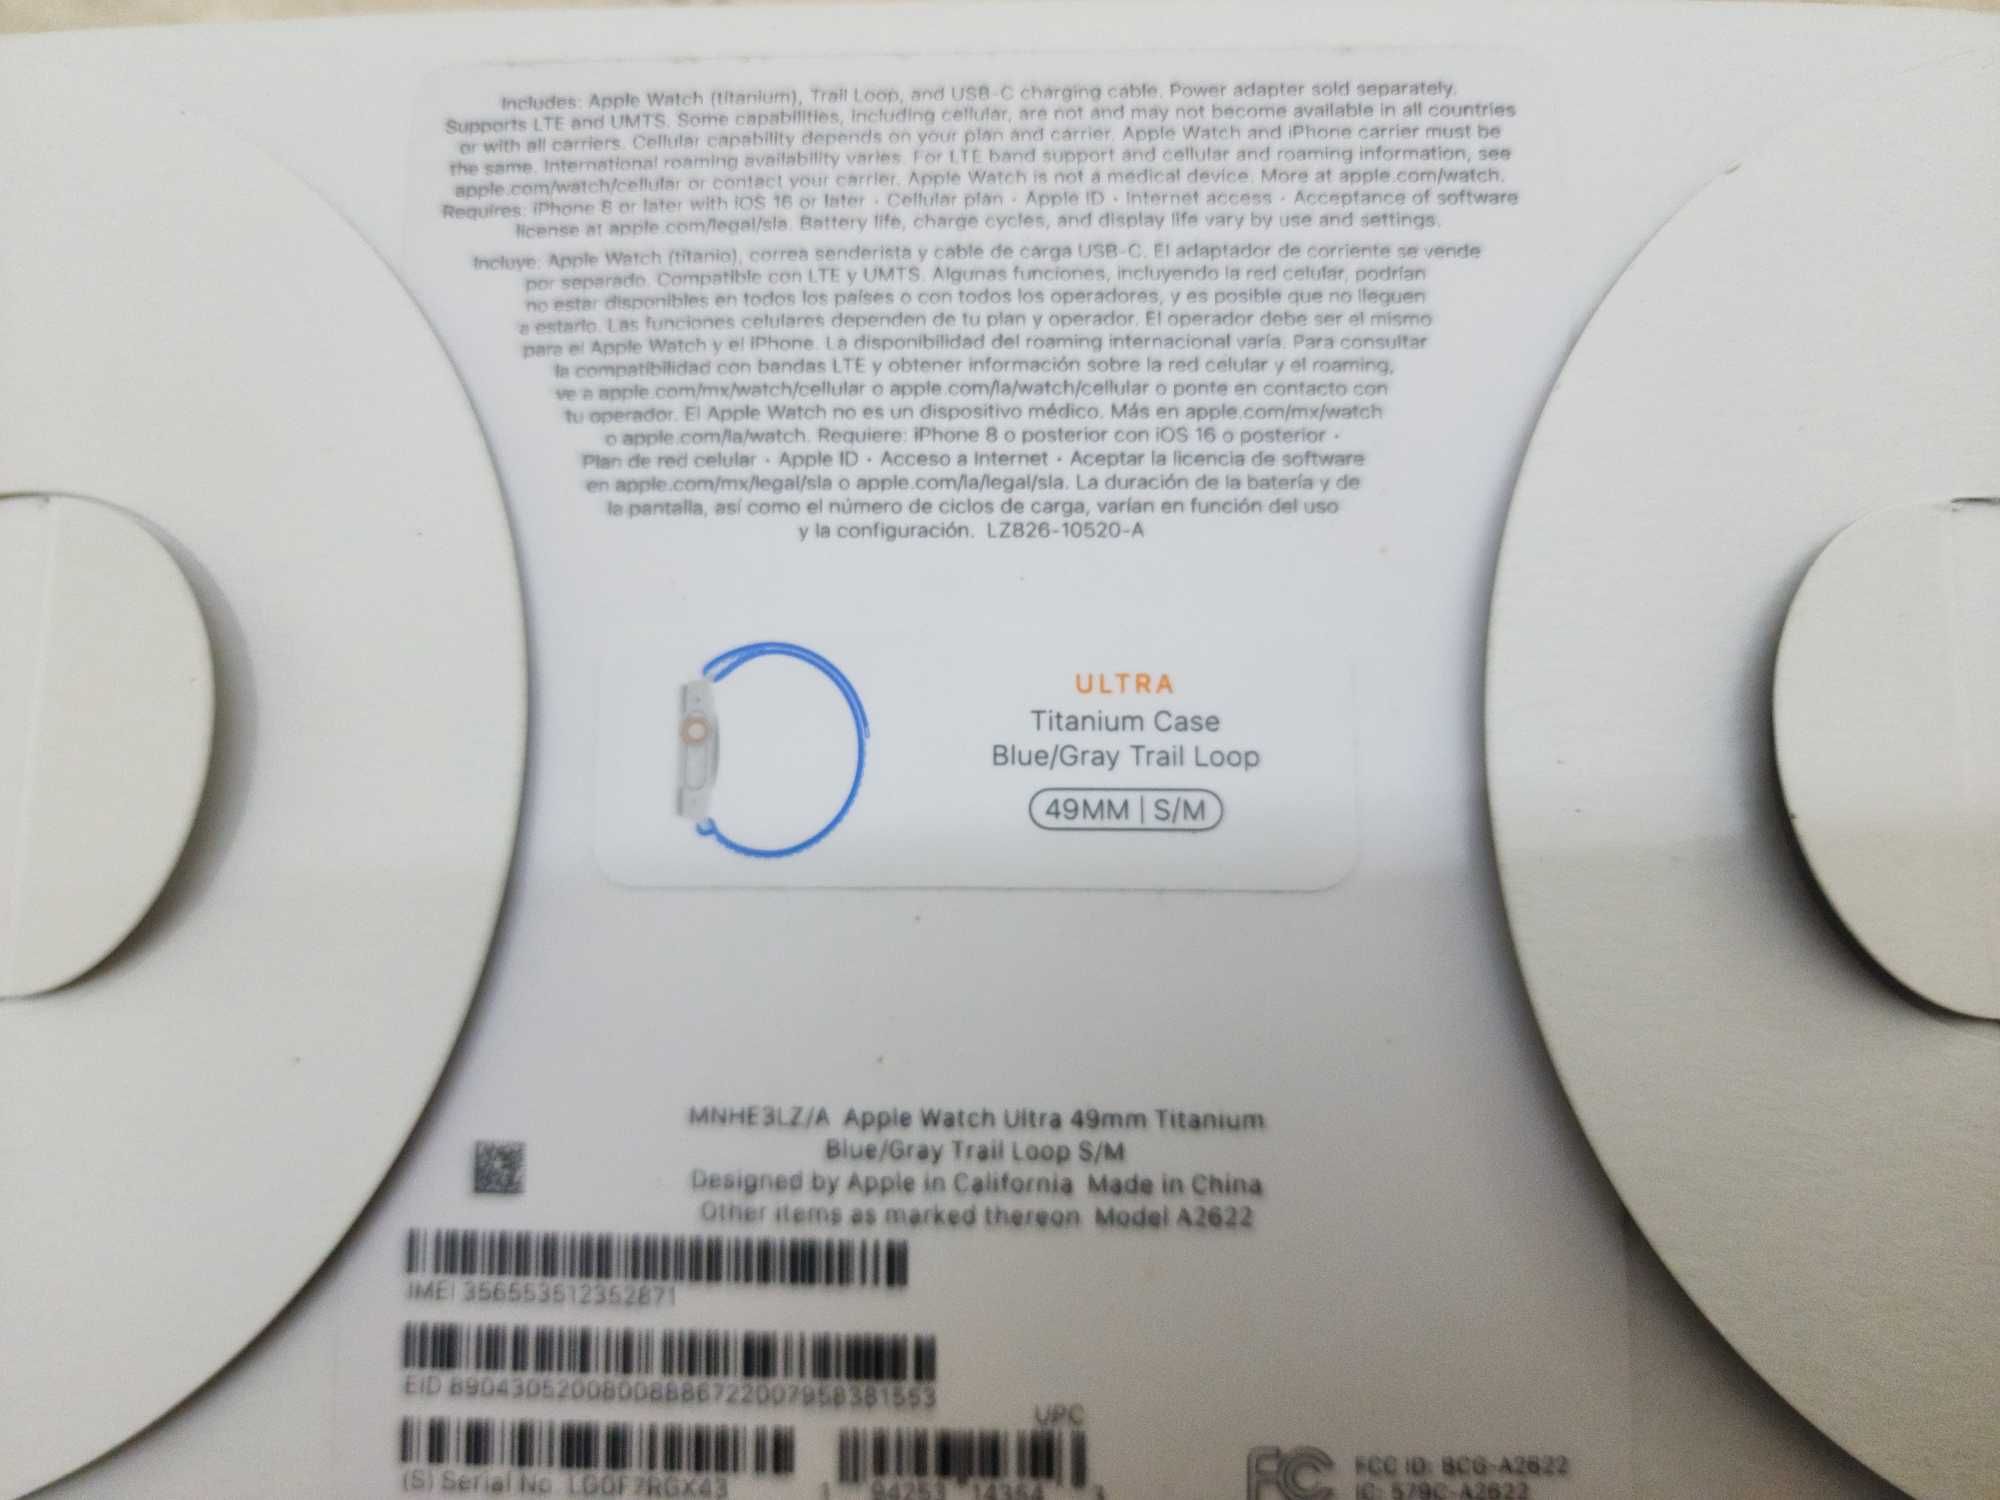 Includes: Apple Watch (titanium), Trail Loop, and USB-C charging cable. Power adapter sold separately.
Supports LTE and UMTS. Some capabilities, including cellular, are not and may not become available in all countries
or with all carriers. Cellular capability depends on your plan and carrier. Apple Watch and iPhone carrier must be
the same. International roaming availability varies. For LTE band support and cellular and roaming information, see
apple.com/watch/cellular or contact your carrier. Apple Watch is not a medical device. More at apple.com/watch.
Requires: iPhone 8 or later with iOS 16 or later · Cellular plan · Apple ID · Internet access · Acceptance of software
license at apple.com/legal/sla. Battery life, charge cycles, and display life vary by use and settings.
Incluye: Apple Watch (titanio), correa senderista y cable de carga USB-C. El adaptador de corriente se vende
por separado. Compatible con LTE y UMTS. Algunas funciones, incluyendo la red celular, podrían
no estar disponibles en todos los países o con todos los operadores, y es posible que no lleguen
a estarlo. Las funciones celulares dependen de tu plan y operador. El operador debe ser el mismo
para el Apple Watch y el iPhone. La disponibilidad del roaming internacional varía. Para consultar
la compatibilidad con bandas LTE y obtener información sobre la red celular y el roaming,
ve a apple.com/mx/watch/cellular o apple.com/la/watch/cellular o ponte en contacto con
tu operador. El Apple Watch no es un dispositivo médico. Más en apple.com/mx/watch
o apple.com/la/watch. Requiere: iPhone 8 o posterior con iOS 16 o posterior ·
Plan de red celular · Apple ID · Acceso a Internet · Aceptar la licencia de software
en apple.com/mx/legal/sla o apple.com/la/legal/sla. La duración de la batería y de
la pantalla, así como el número de ciclos de carga, varían en función del uso
y la configuración. LZ826-10520-A
ULTRA
Titanium Case
Blue/Gray Trail Loop
49MM | S/M
MNHE3LZ/A Apple Watch Ultra 49mm Titanium
Blue/Gray Trail Loop S/M
Designed by Apple in California Made in China
Other items as marked thereon Model A2622
IMEI 356553512352871
EID 89043052008008886722007958381553
UPC
(S) Serial No. LG0F7RGX43
1 94253 14364
FCC ID: BCG-A2622
IC: 579C-A2622